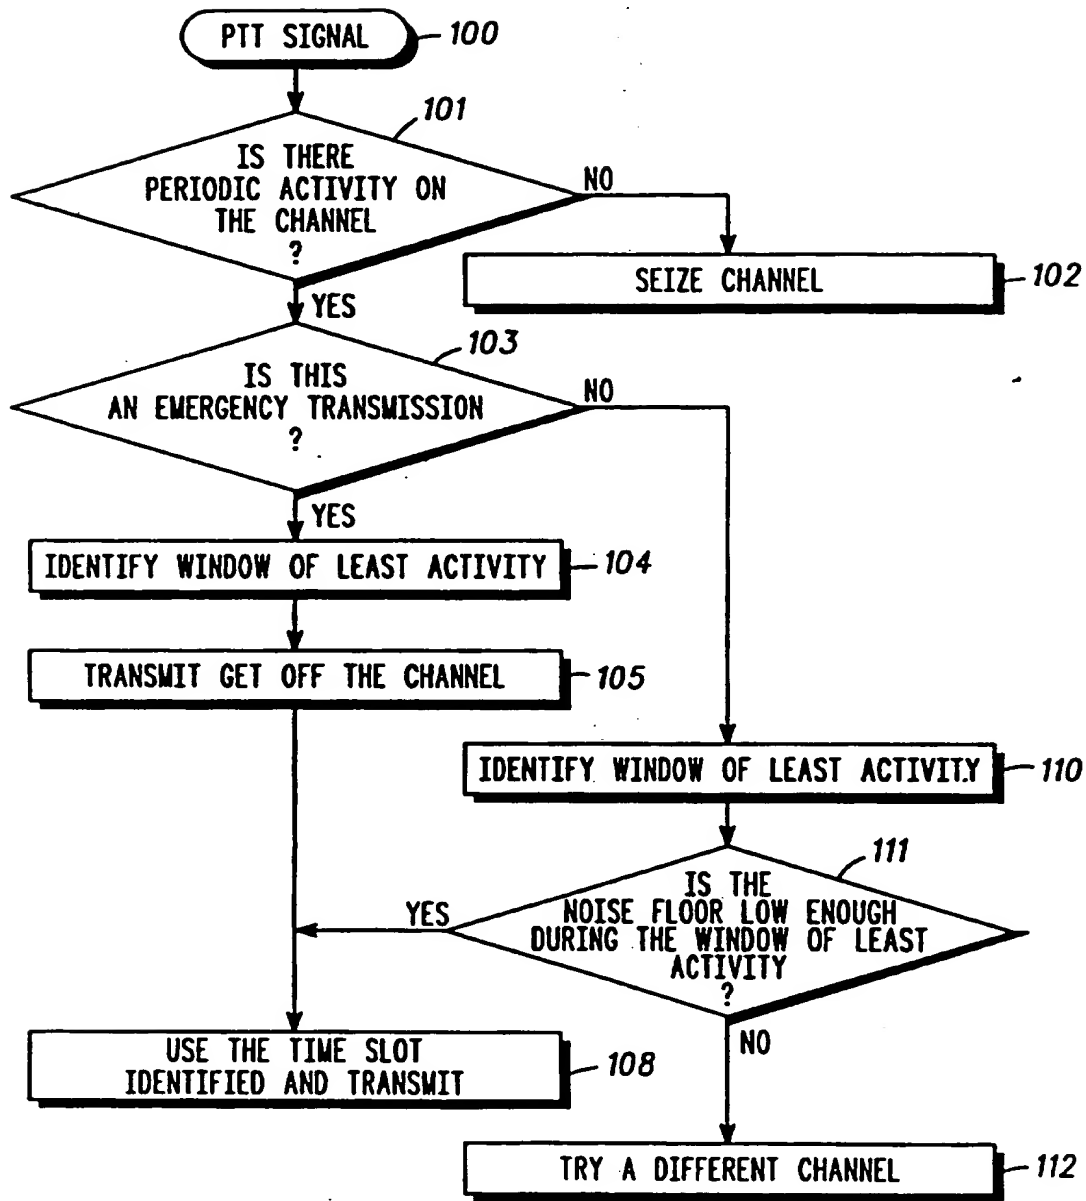 PTT SIGNAL
100
101
IS THERE
PERIODIC ACTIVITY ON
THE CHANNEL
?
NO
SEIZE CHANNEL
102
YES
103
IS THIS
AN EMERGENCY TRANSMISSION
?
NO
YES
IDENTIFY WINDOW OF LEAST ACTIVITY
104
TRANSMIT GET OFF THE CHANNEL
105
IDENTIFY WINDOW OF LEAST ACTIVITY
110
111
IS THE
NOISE FLOOR LOW ENOUGH
DURING THE WINDOW OF LEAST
ACTIVITY
?
YES
NO
USE THE TIME SLOT
IDENTIFIED AND TRANSMIT
108
TRY A DIFFERENT CHANNEL
112